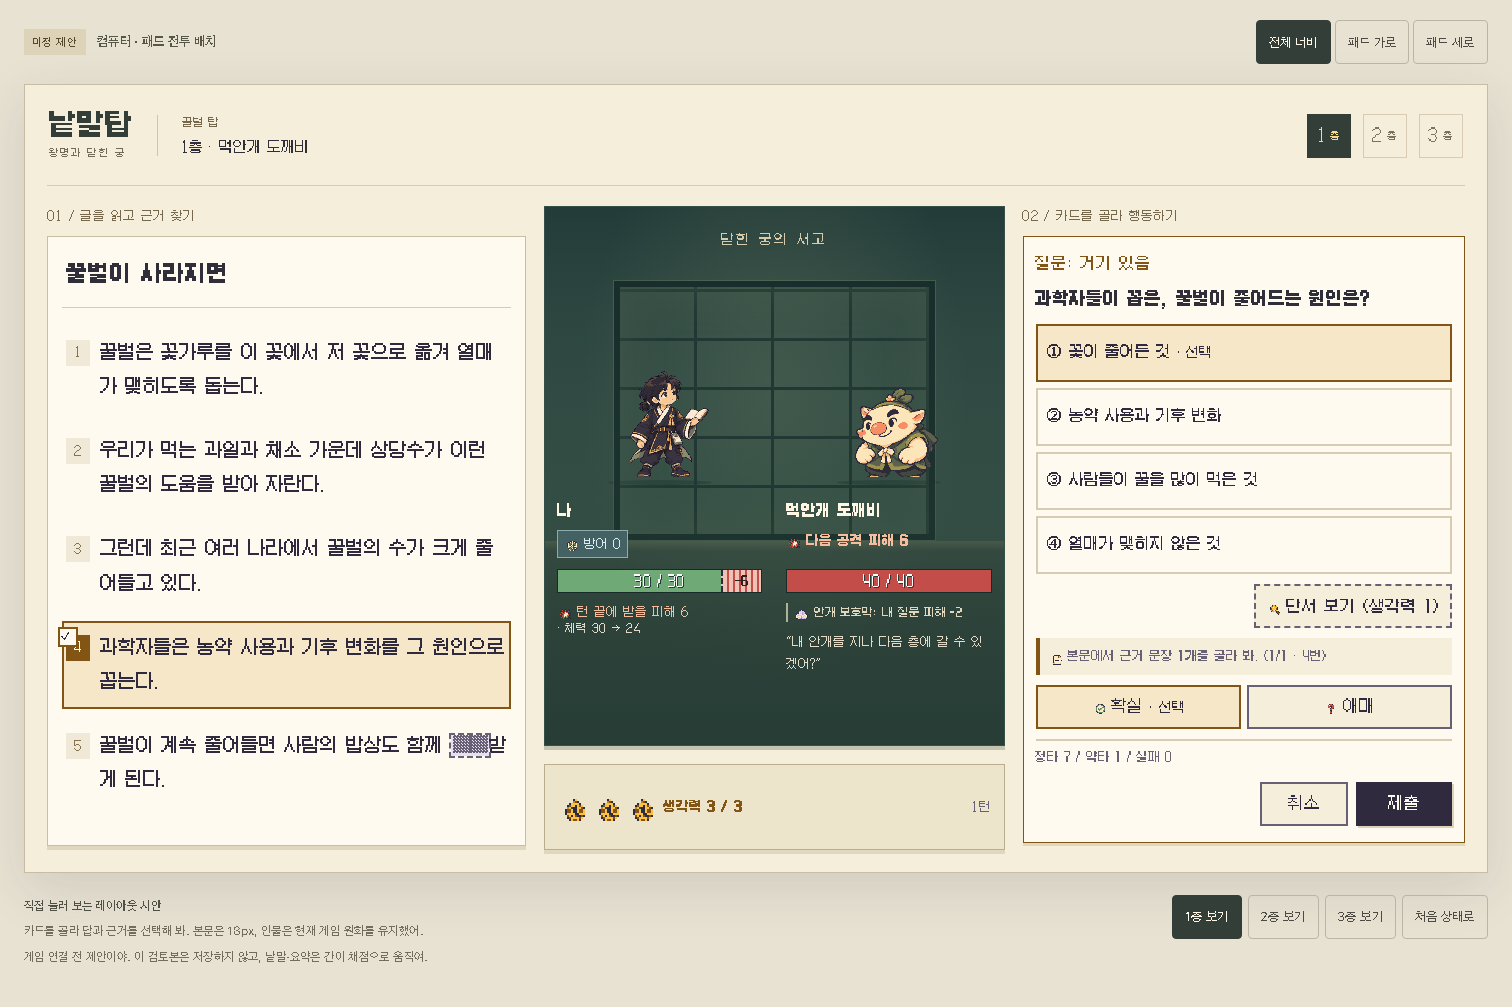 미정 제안
컴퓨터 · 패드 전투 배치
전체 너비
패드 가로
패드 세로
낱말탑
왕명과 닫힌 궁
꿀벌 탑
1층 · 먹안개 도깨비
1층
2층
3층
01 / 글을 읽고 근거 찾기
꿀벌이 사라지면
1 꿀벌은 꽃가루를 이 꽃에서 저 꽃으로 옮겨 열매
가 맺히도록 돕는다.
2 우리가 먹는 과일과 채소 가운데 상당수가 이런
꿀벌의 도움을 받아 자란다.
3 그런데 최근 여러 나라에서 꿀벌의 수가 크게 줄
어들고 있다.
4 과학자들은 농약 사용과 기후 변화를 그 원인으로
꼽는다.
5 꿀벌이 계속 줄어들면 사람의 밥상도 함께 받
게 된다.
닫힌 궁의 서고
나
방어 0
30 / 30
-6
턴 끝에 받을 피해 6
· 체력 30 → 24
먹안개 도깨비
다음 공격 피해 6
40 / 40
안개 보호막: 내 질문 피해 -2
“내 안개를 지나 다음 층에 갈 수 있
겠어?”
생각력 3 / 3
1턴
02 / 카드를 골라 행동하기
질문: 거기 있음
과학자들이 꼽은, 꿀벌이 줄어드는 원인은?
① 꽃이 줄어든 것 · 선택
② 농약 사용과 기후 변화
③ 사람들이 꿀을 많이 먹은 것
④ 열매가 맺히지 않은 것
단서 보기 (생각력 1)
본문에서 근거 문장 1개를 골라 봐. (1/1 · 4번)
확실 · 선택
애매
정타 7 / 약타 1 / 실패 0
취소
제출
직접 눌러 보는 레이아웃 시안
카드를 골라 답과 근거를 선택해 봐. 본문은 18px, 인물은 현재 게임 원화를 유지했어.
게임 연결 전 제안이야. 이 검토본은 저장하지 않고, 낱말·요약은 간이 채점으로 움직여.
1층 보기
2층 보기
3층 보기
처음 상태로